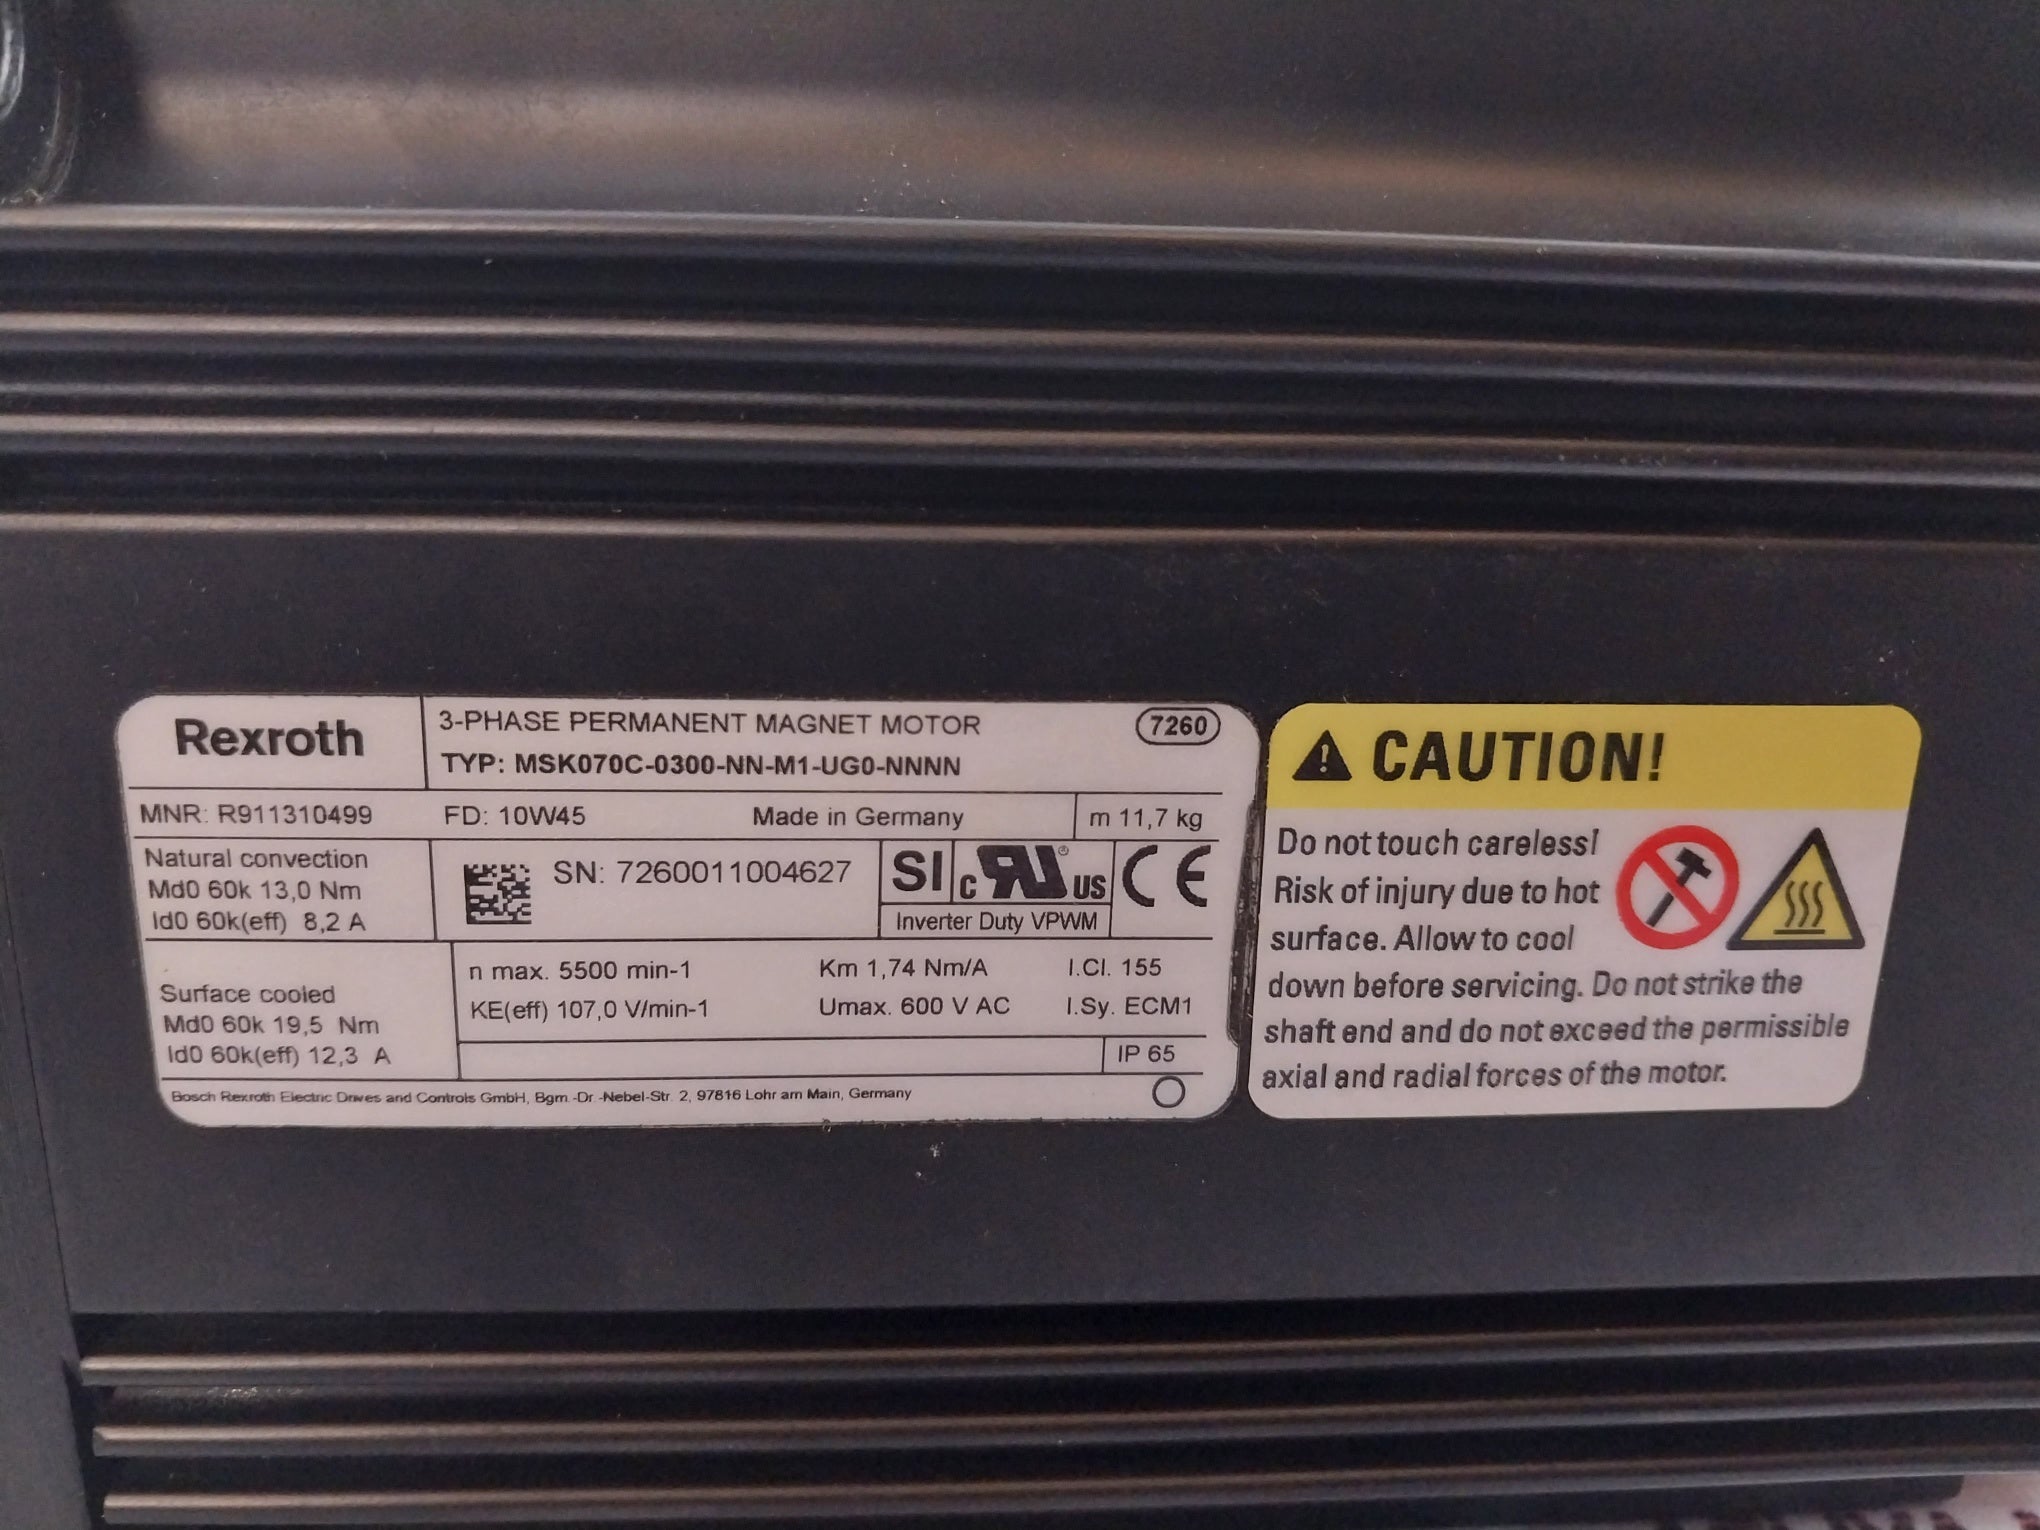 Rexroth
3-PHASE PERMANENT MAGNET MOTOR
7260
TYP: MSK070C-0300-NN-M1-UG0-NNNN
MNR: R911310499
FD: 10W45
Made in Germany
m 11,7 kg
Natural convection
Md0 60k 13,0 Nm
Id0 60k(eff) 8,2 A
SN: 7260011004627
SI
c RU ® US
CE
Inverter Duty VPWM
Surface cooled
Md0 60k 19,5 Nm
Id0 60k(eff) 12,3 A
n max. 5500 min-1
Km 1,74 Nm/A
I.Cl. 155
KE(eff) 107,0 V/min-1
Umax. 600 V AC
I.Sy. ECM1
IP 65
Bosch Rexroth Electric Drives and Controls GmbH, Bgm.-Dr.-Nebel-Str. 2, 97816 Lohr am Main, Germany
CAUTION!
Do not touch careless!
Risk of injury due to hot
surface. Allow to cool
down before servicing. Do not strike the
shaft end and do not exceed the permissible
axial and radial forces of the motor.